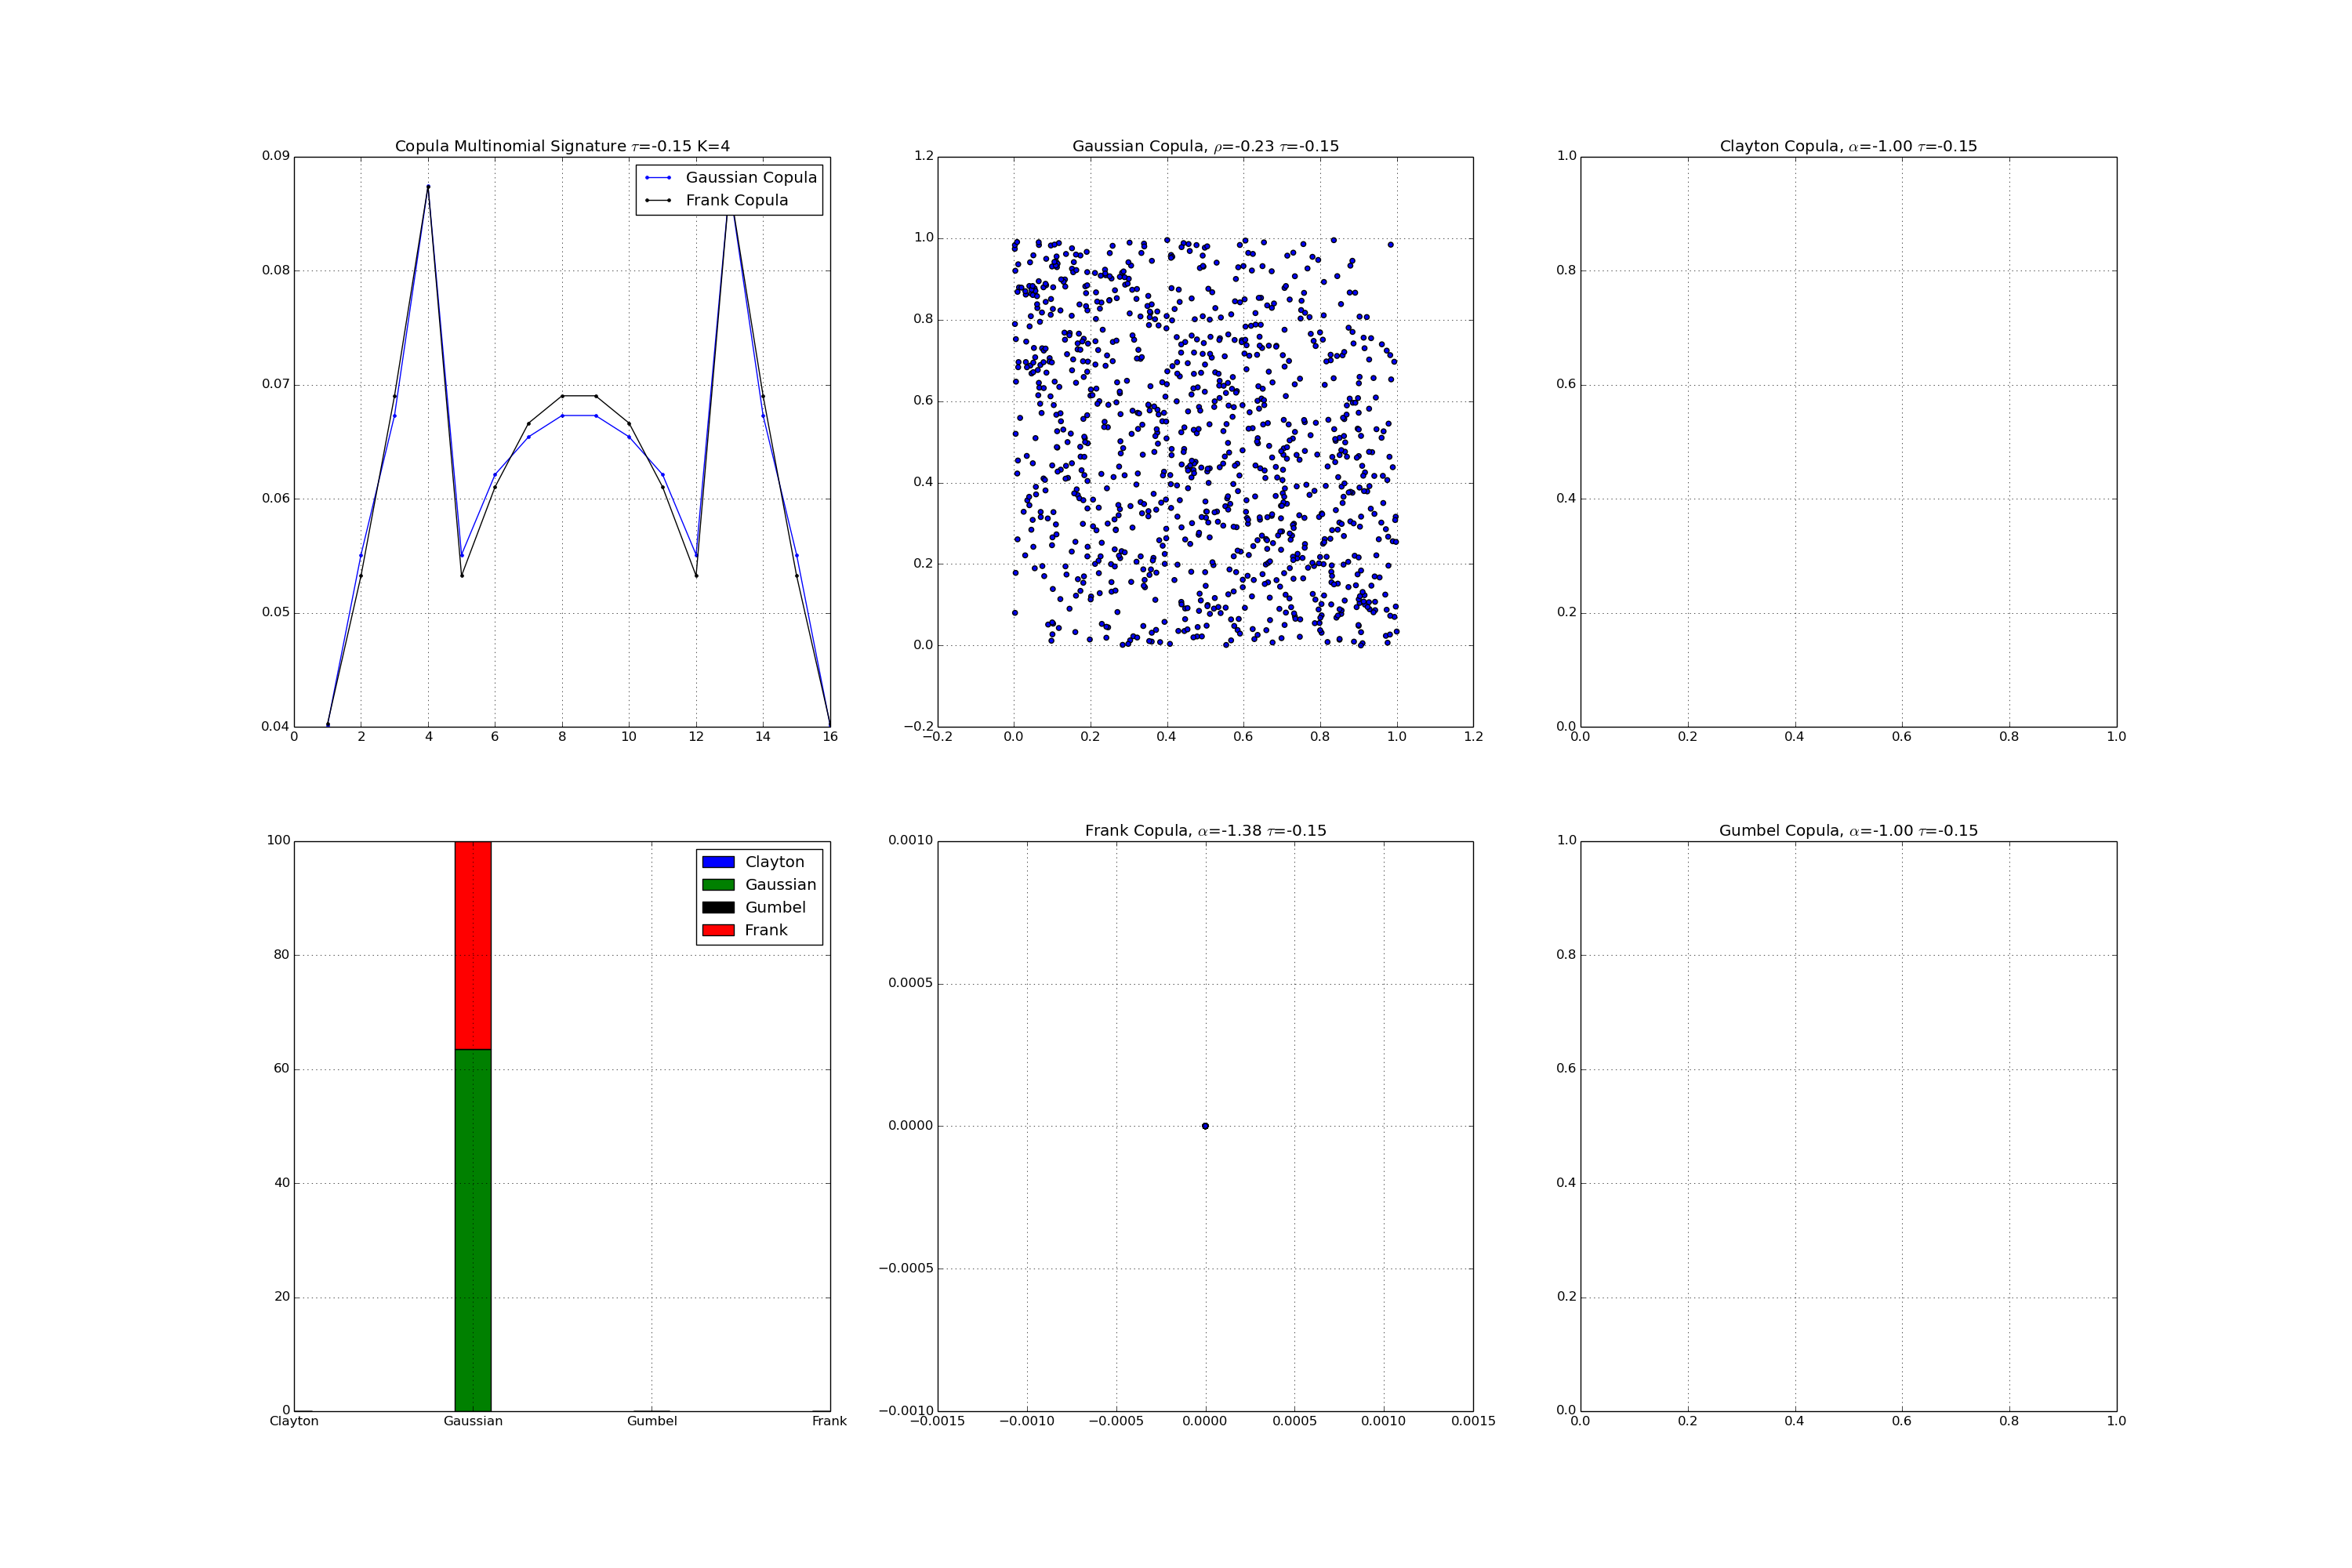 Copula Multinomial Signature τ=-0.15 K=4
0.09
0.08
0.07
0.06
0.05
0.04
0 2 4 6 8 10 12 14 16
Gaussian Copula
Frank Copula
Gaussian Copula, ρ=-0.23 τ=-0.15
1.2
1.0
0.8
0.6
0.4
0.2
0.0
−0.2
−0.2 0.0 0.2 0.4 0.6 0.8 1.0 1.2
Clayton Copula, α=-1.00 τ=-0.15
1.0
0.8
0.6
0.4
0.2
0.0
0.0 0.2 0.4 0.6 0.8 1.0
100
80
60
40
20
0
Clayton Gaussian Gumbel Frank
Clayton
Gaussian
Gumbel
Frank
Frank Copula, α=-1.38 τ=-0.15
0.0010
0.0005
0.0000
−0.0005
−0.0010
−0.0015 −0.0010 −0.0005 0.0000 0.0005 0.0010 0.0015
Gumbel Copula, α=-1.00 τ=-0.15
1.0
0.8
0.6
0.4
0.2
0.0
0.0 0.2 0.4 0.6 0.8 1.0